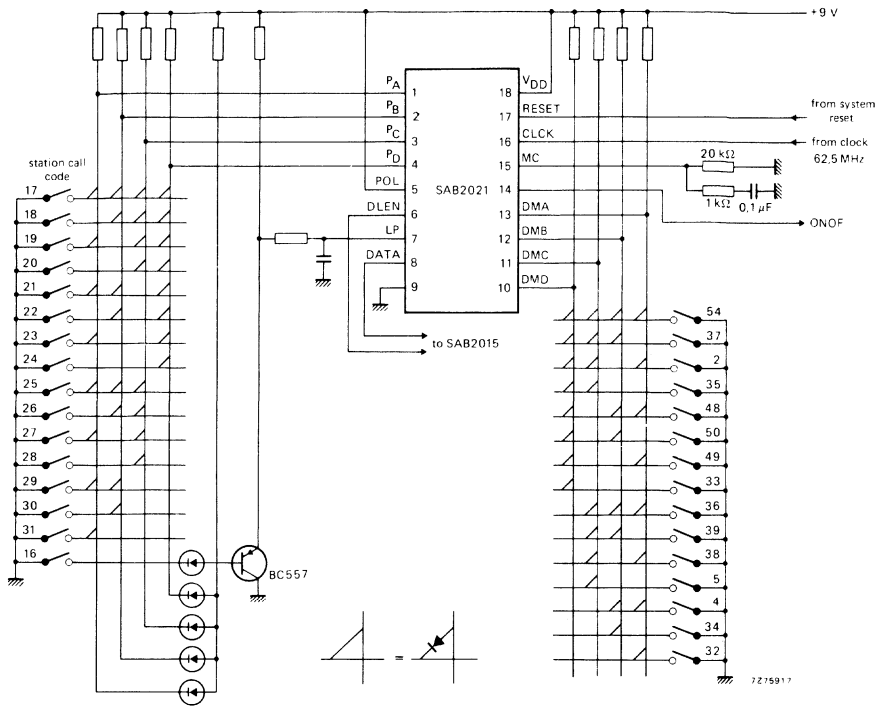 +9 V
PA
1
18
VDD
PB
2
17
RESET
from system
reset
PC
3
16
CLCK
from clock
62,5 MHz
PD
4
15
MC
20 kΩ
POL
5
SAB2021
14
1 kΩ
0,1 µF
DLEN
6
13
DMA
ONOF
LP
7
12
DMB
DATA
8
11
DMC
9
10
DMD
to SAB2015
station call
code
17
18
19
20
21
22
23
24
25
26
27
28
29
30
31
16
BC557
=
54
37
2
35
48
50
49
33
36
39
38
5
4
34
32
7Z75917